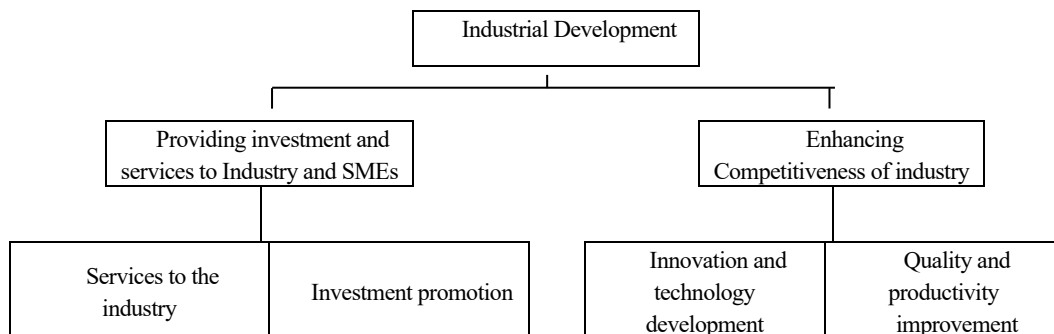 Industrial Development
Providing investment and
services to Industry and SMEs
Enhancing
Competitiveness of industry
Services to the
industry
Investment promotion
Innovation and
technology
development
Quality and
productivity
improvement